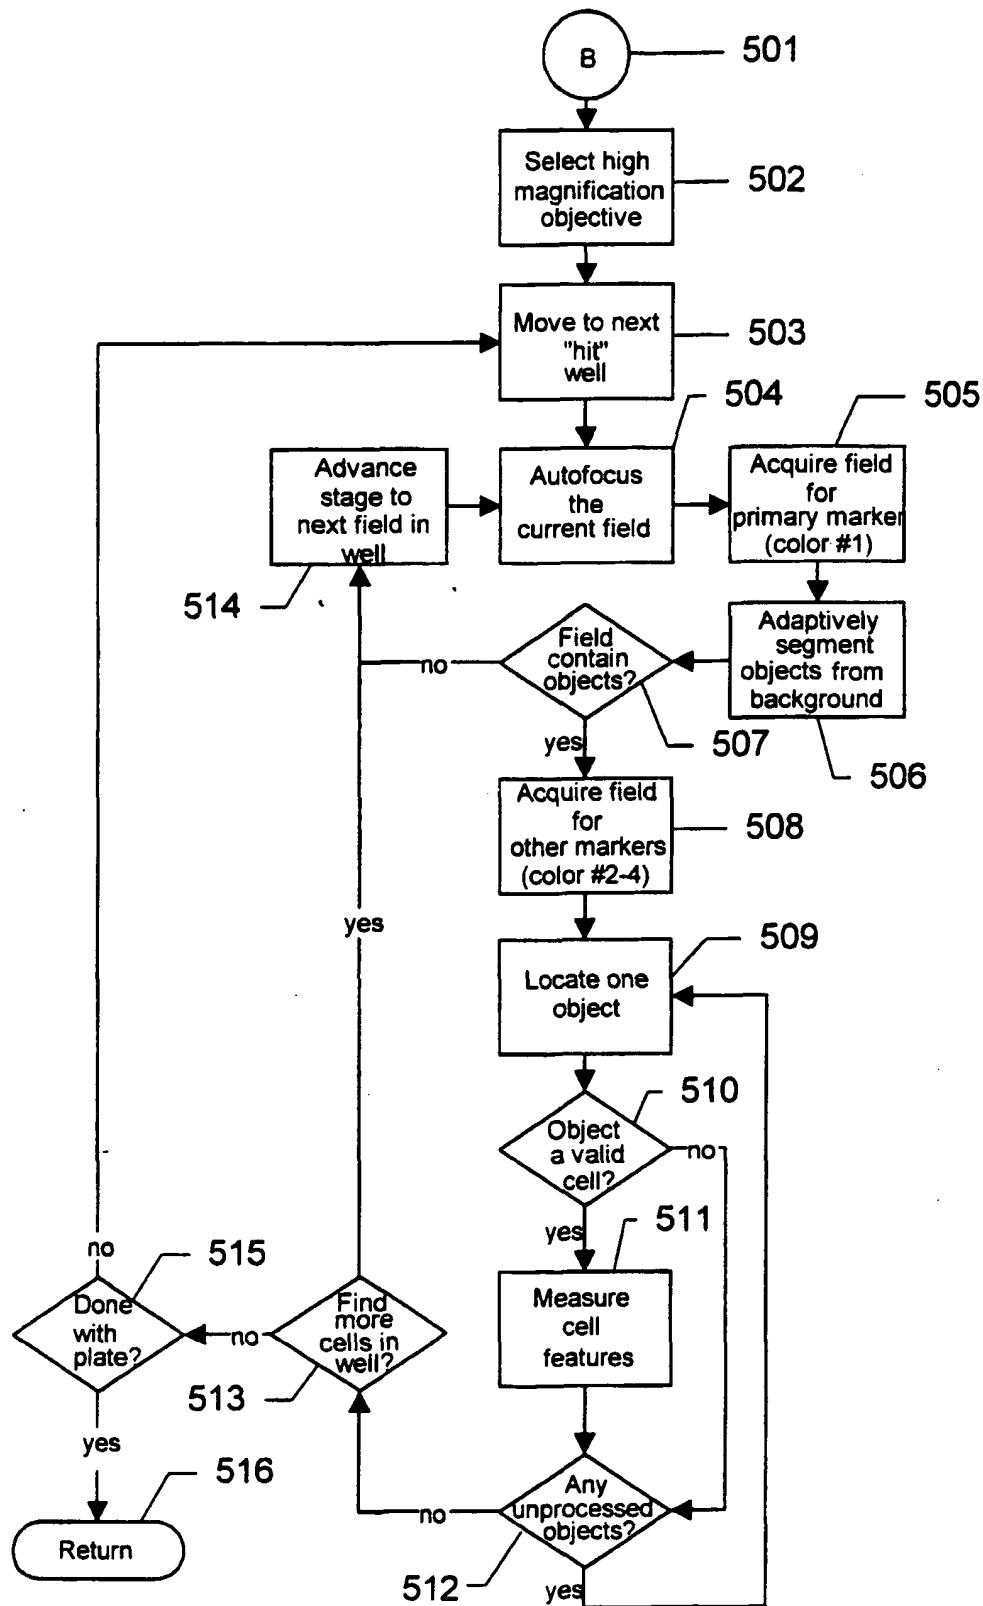 B
501
Select high
magnification
objective
502
Move to next
"hit"
well
503
504
505
Advance
stage to
next field in
well
Autofocus
the
current field
Acquire field
for
primary marker
(color #1)
514
Field
contain
objects?
no
Adaptively
segment
objects from
background
507
506
yes
Acquire field
for
other markers
(color #2-4)
508
yes
509
Locate one
object
510
Object
a valid
cell?
no
yes
511
Measure
cell
features
no
515
Done
with
plate?
no
Find
more
cells in
well?
513
yes
516
Return
Any
unprocessed
objects?
no
512
yes